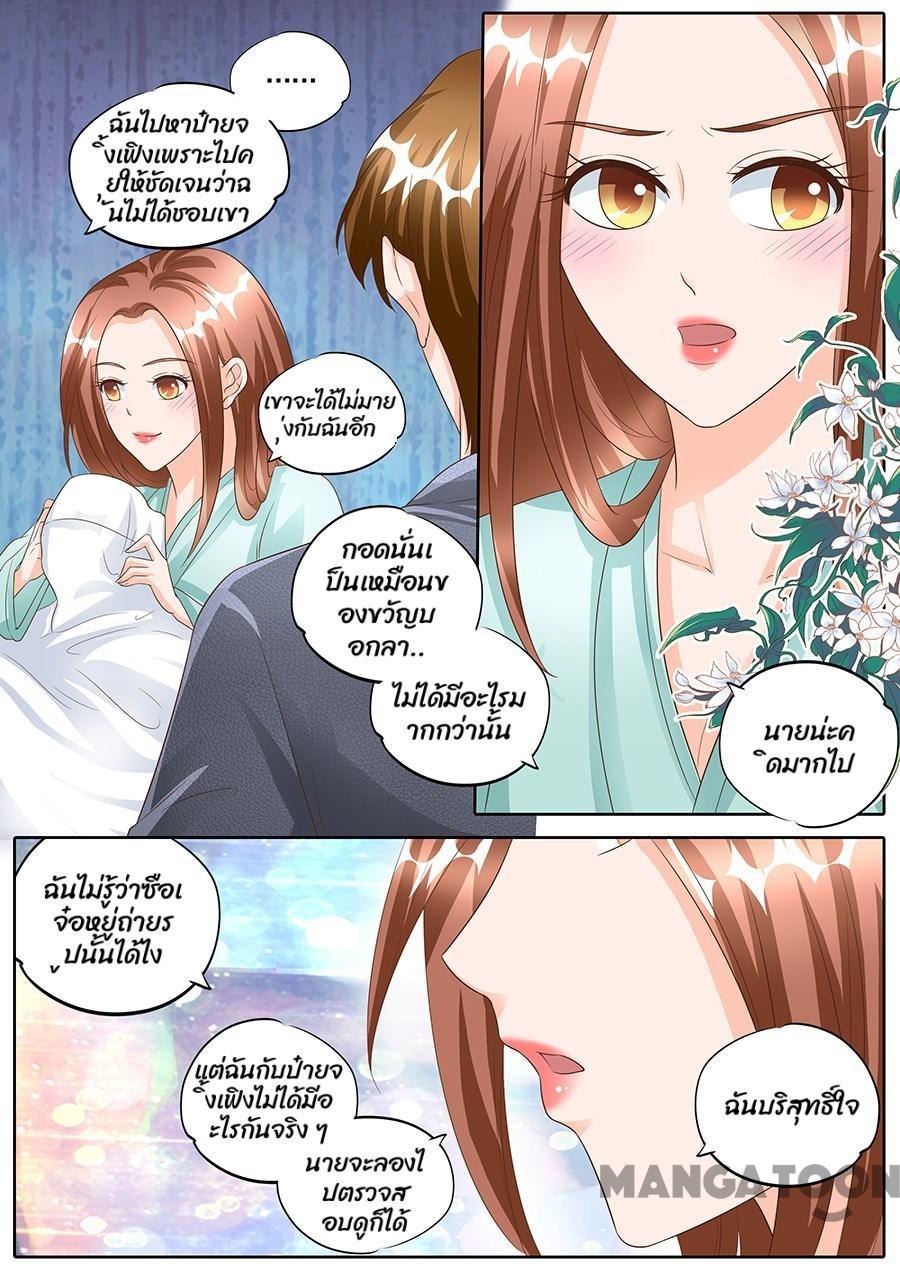 ......
ฉันไปหาป๋ายจ
ิ้งเฟิงเพราะไปค
ุยให้ชัดเจนว่าฉ
ันไม่ได้ชอบเขา
เขาจะได้ไม่มายุ
่งกับฉันอีก
กอดนั่นเ
ป็นเหมือนข
องขวัญบ
อกลา..
ไม่ได้มีอะไรม
ากกว่านั้น
นายน่ะค
ิดมากไป
ฉันไม่รู้ว่าซือเ
จ๋อหยู่ถ่ายร
ูปนั้นได้ไง
แต่ฉันกับป๋ายจ
ิ้งเฟิงไม่ได้มีอ
ะไรกันจริง ๆ
นายจะลองไ
ปตรวจส
อบดูก็ได้
ฉันบริสุทธิ์ใจ
MANGATOON